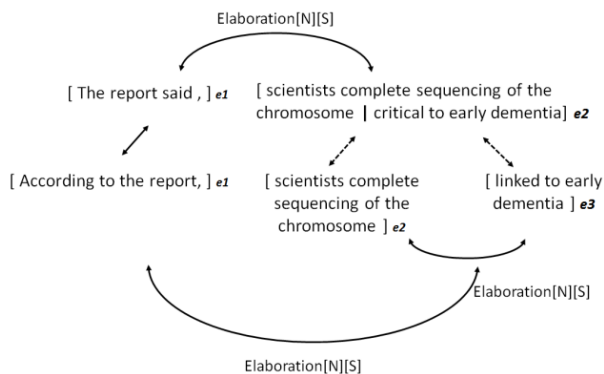 Elaboration[N][S]
[ The report said , ] e1
[ scientists complete sequencing of the
chromosome | critical to early dementia] e2
[ According to the report, ] e1
[ scientists complete
sequencing of the
chromosome ] e2
[ linked to early
dementia ] e3
Elaboration[N][S]
Elaboration[N][S]